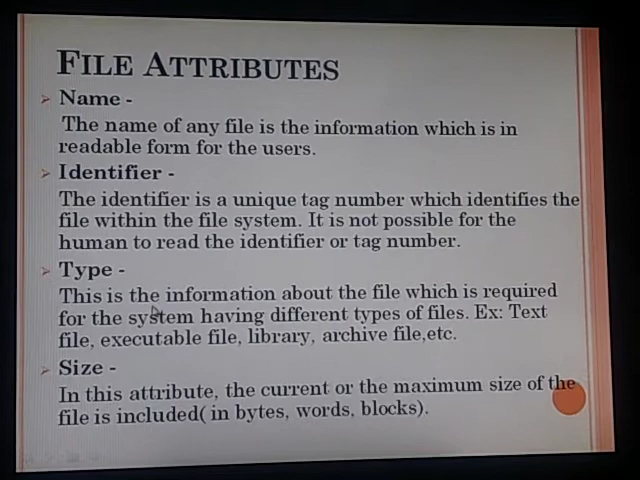 FILE ATTRIBUTES
Name -
The name of any file is the information which is in
readable form for the users.
Identifier -
The identifier is a unique tag number which identifies the
file within the file system. It is not possible for the
human to read the identifier or tag number.
Type -
This is the information about the file which is required
for the system having different types of files. Ex: Text
file, executable file, library, archive file,etc.
Size -
In this attribute, the current or the maximum size of the
file is included( in bytes, words, blocks).